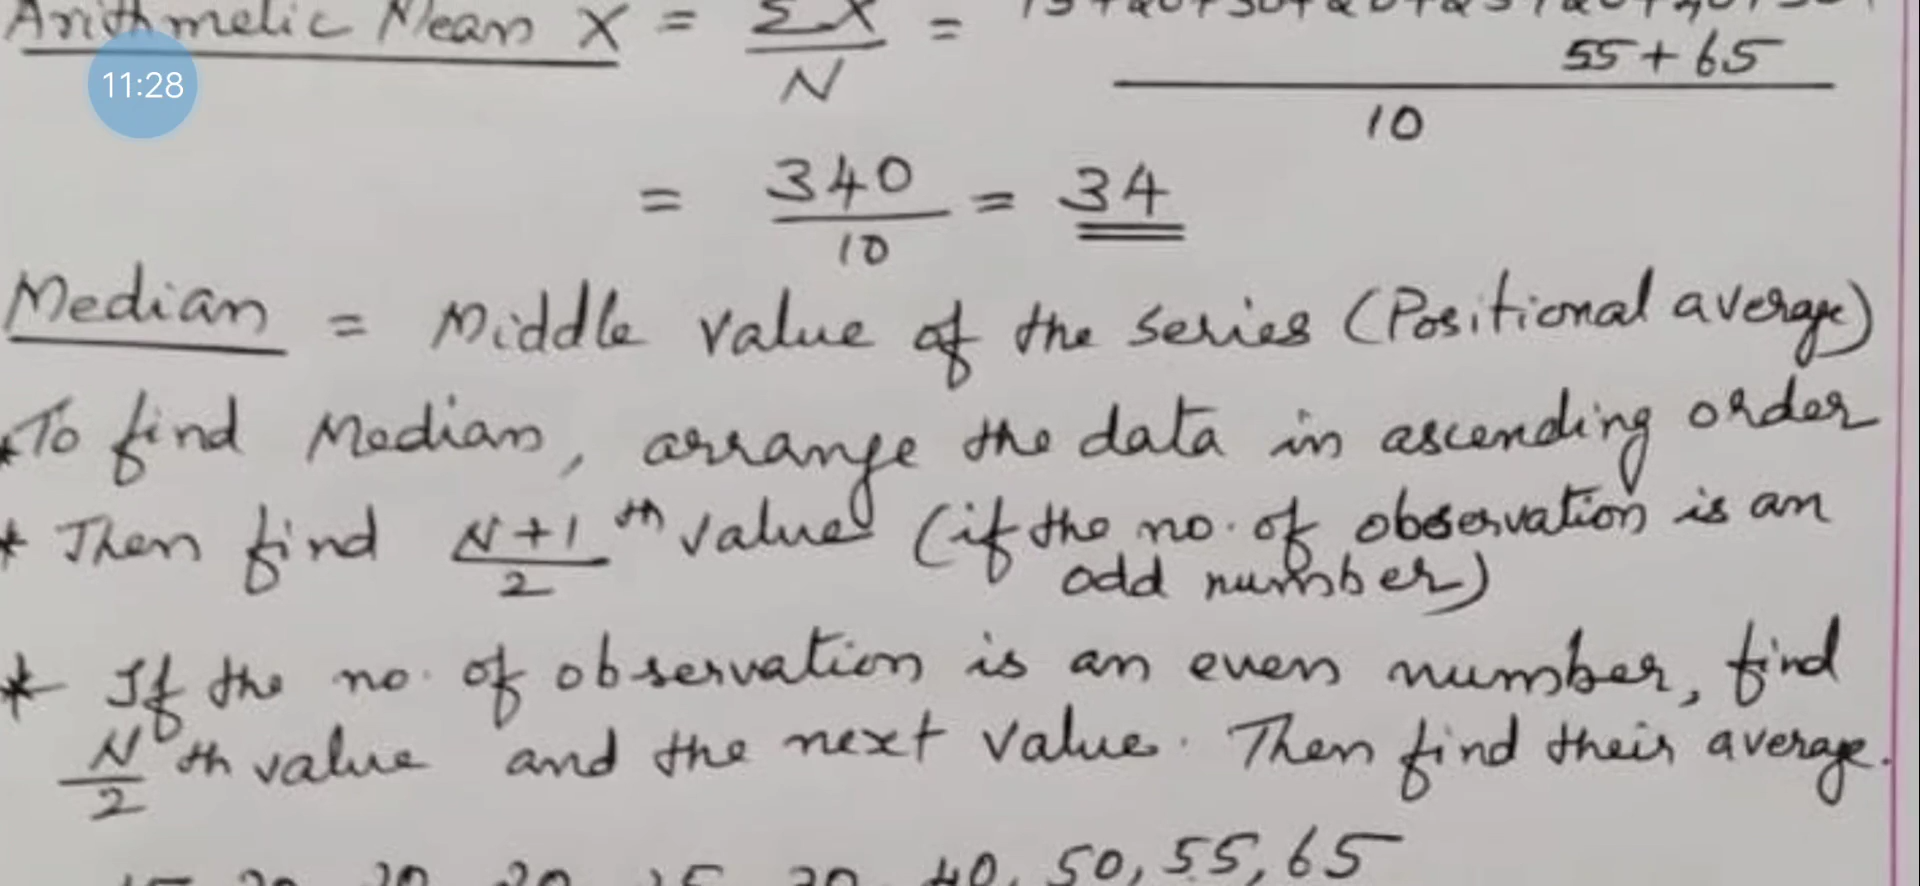 Arithmetic Mean X = ΣX / N =
55 + 65
10
11:28
= 340 / 10 = 34
Median = Middle value of the series (Positional average)
* To find Median, arrange the data in ascending order
* Then find N+1 / 2 th value (if the no. of observation is an
odd number)
* If the no. of observation is an even number, find
N / 2 th value and the next value. Then find their average.
40, 50, 55, 65